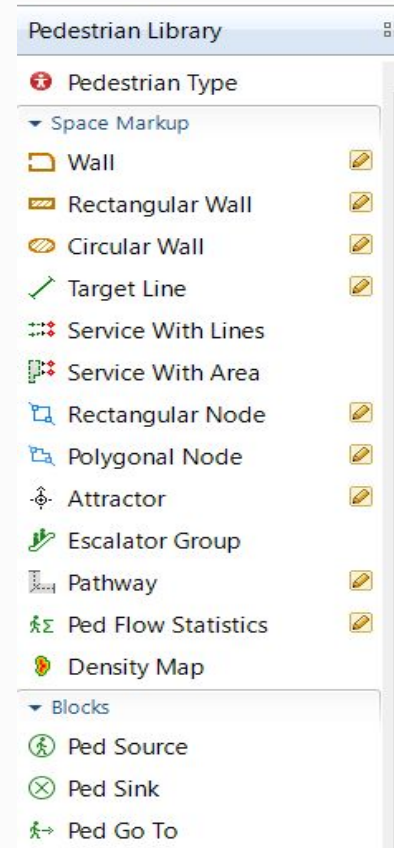 Pedestrian Library
Pedestrian Type
Space Markup
Wall
Rectangular Wall
Circular Wall
Target Line
Service With Lines
Service With Area
Rectangular Node
Polygonal Node
Attractor
Escalator Group
Pathway
Ped Flow Statistics
Density Map
Blocks
Ped Source
Ped Sink
Ped Go To